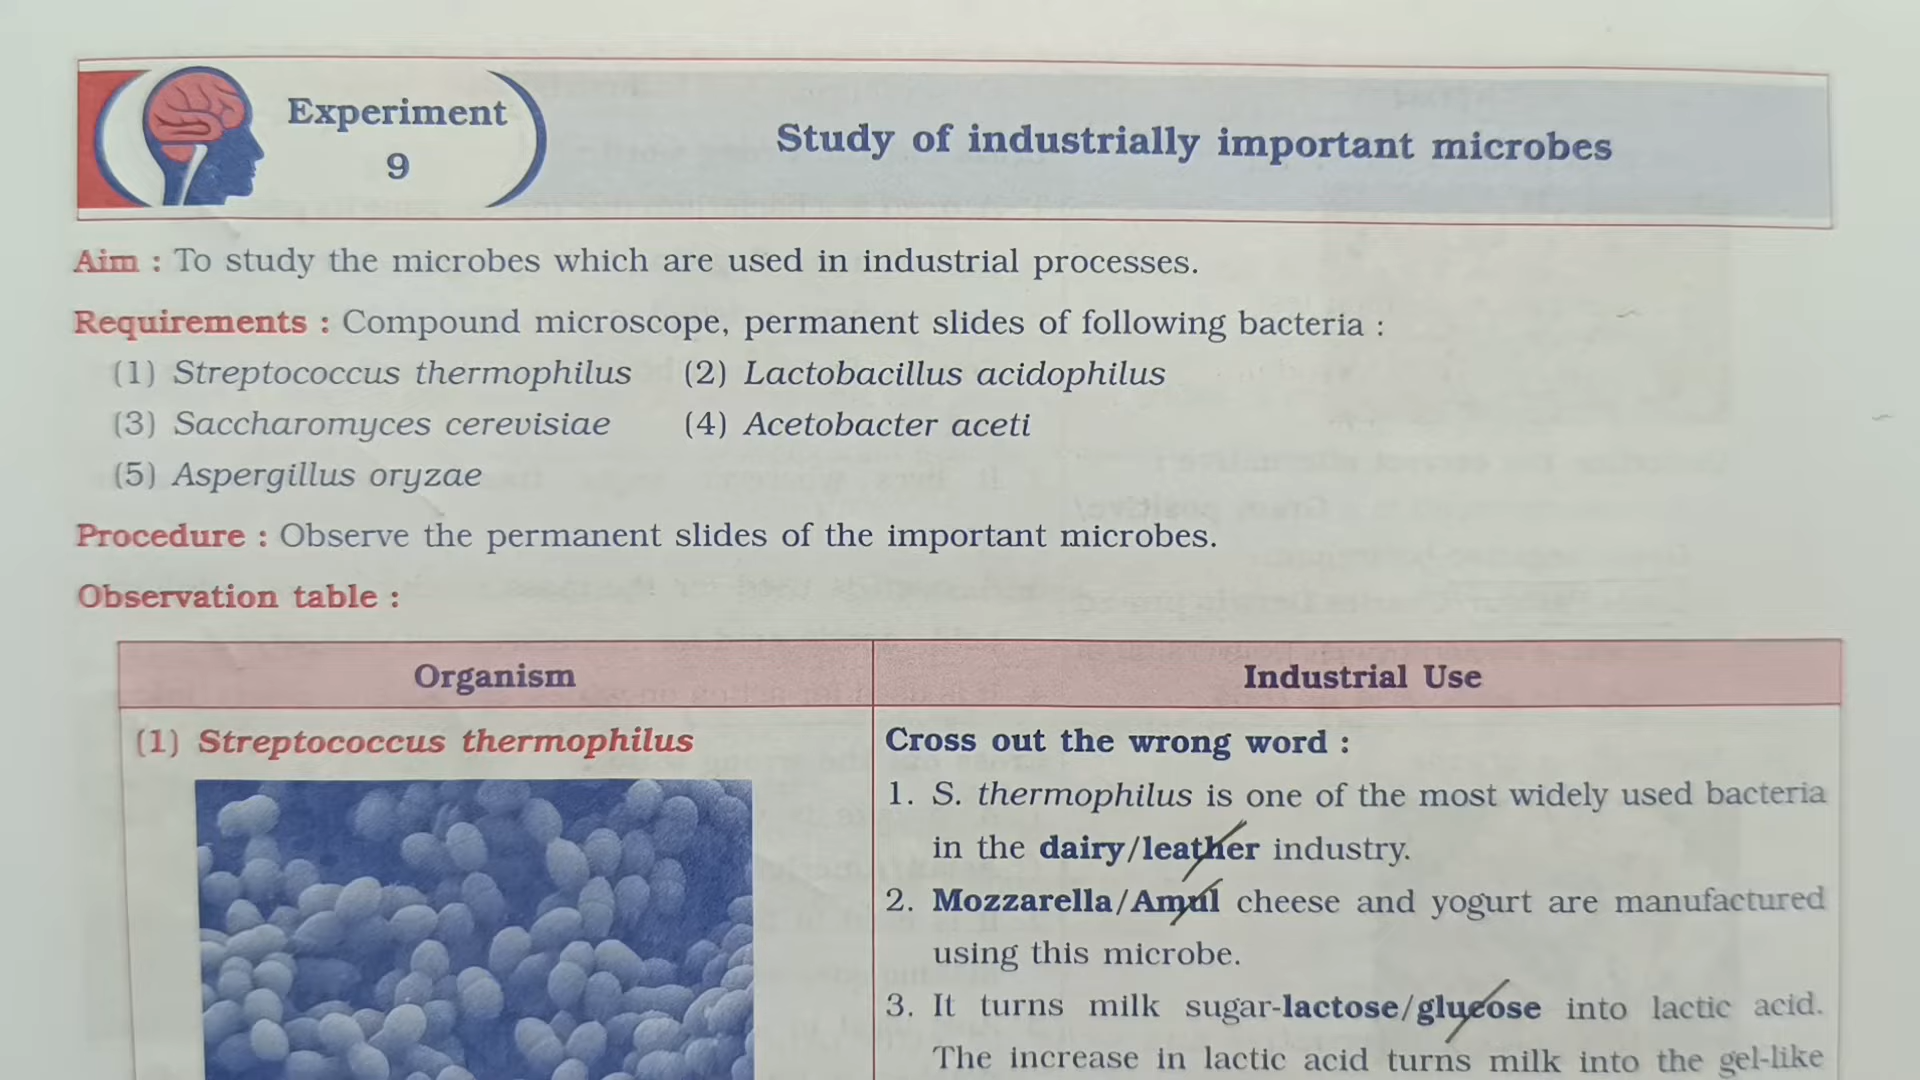 Experiment
9
Study of industrially important microbes
Aim : To study the microbes which are used in industrial processes.
Requirements : Compound microscope, permanent slides of following bacteria :
(1) Streptococcus thermophilus (2) Lactobacillus acidophilus
(3) Saccharomyces cerevisiae (4) Acetobacter aceti
(5) Aspergillus oryzae
Procedure : Observe the permanent slides of the important microbes.
Observation table :
Organism
Industrial Use
(1) Streptococcus thermophilus
Cross out the wrong word :
1. S. thermophilus is one of the most widely used bacteria
in the dairy/leather industry.
2. Mozzarella/Amul cheese and yogurt are manufactured
using this microbe.
3. It turns milk sugar-lactose/glucose into lactic acid.
The increase in lactic acid turns milk into the gel-like